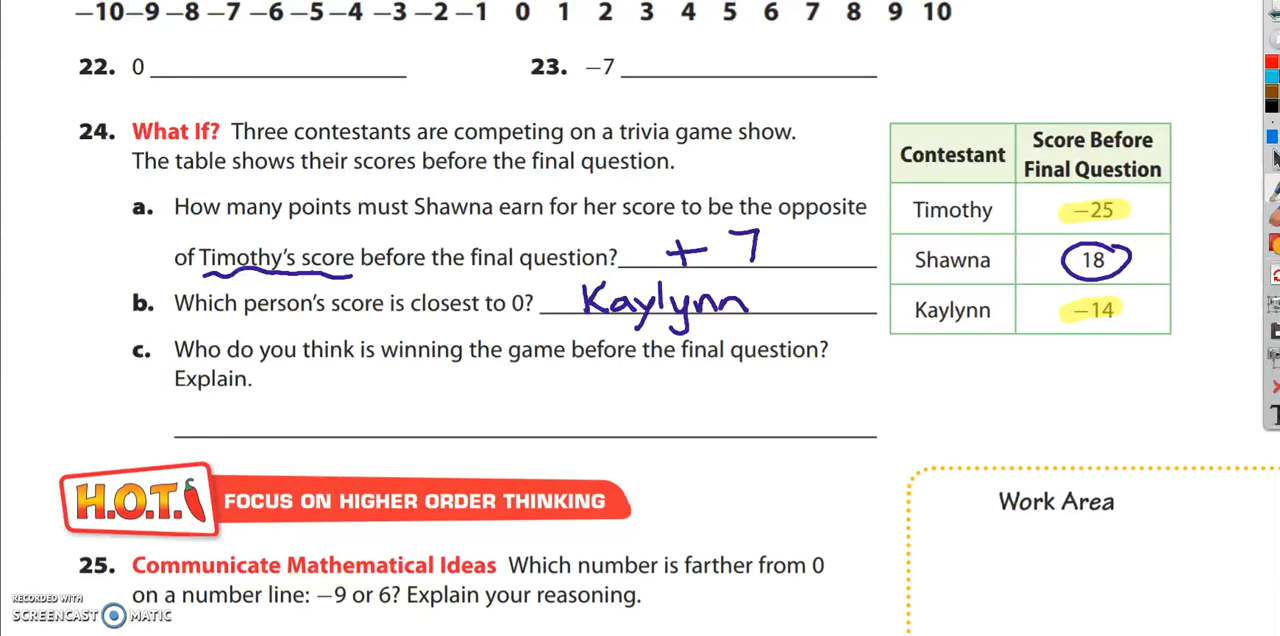 −10 −9 −8 −7 −6 −5 −4 −3 −2 −1 0 1 2 3 4 5 6 7 8 9 10
22. 0 ____________ 23. −7 ____________
24. What If? Three contestants are competing on a trivia game show.
The table shows their scores before the final question.
a. How many points must Shawna earn for her score to be the opposite
of Timothy's score before the final question? + 7
b. Which person's score is closest to 0? Kaylynn
c. Who do you think is winning the game before the final question?
Explain.
Contestant Score Before
Final Question
Timothy −25
Shawna 18
Kaylynn −14
H.O.T. FOCUS ON HIGHER ORDER THINKING
Work Area
25. Communicate Mathematical Ideas Which number is farther from 0
on a number line: −9 or 6? Explain your reasoning.
RECORDED WITH
SCREENCAST MATIC
T